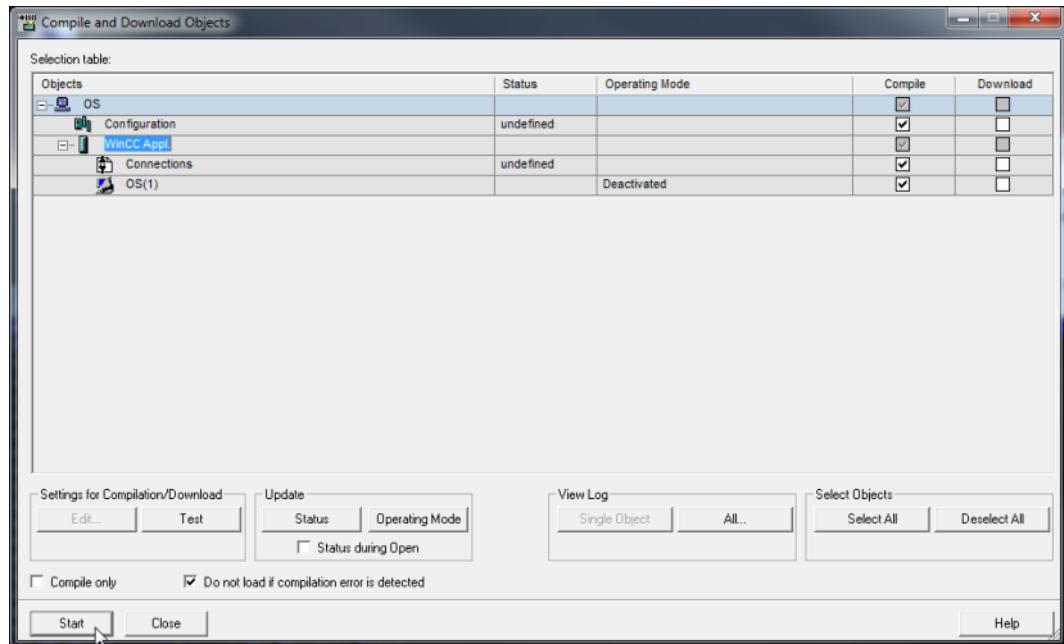 Compile and Download Objects
Selection table:
Objects Status Operating Mode Compile Download
OS
Configuration undefined
WinCC Appl.
Connections undefined
OS(1) Deactivated
Settings for Compilation/Download Update View Log Select Objects
Edit... Test Status Operating Mode Single Object All... Select All Deselect All
Status during Open
Compile only Do not load if compilation error is detected
Start Close Help